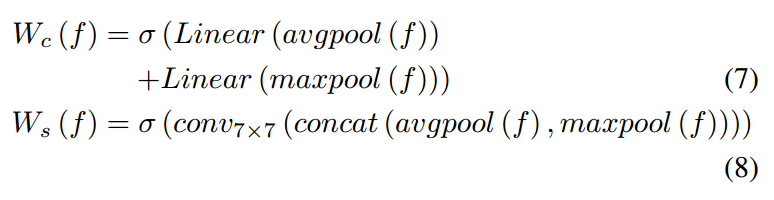 W_c (f) = σ (Linear (avgpool (f))
+Linear (maxpool (f))) (7)
W_s (f) = σ (conv_{7×7} (concat (avgpool (f) , maxpool (f))))
(8)